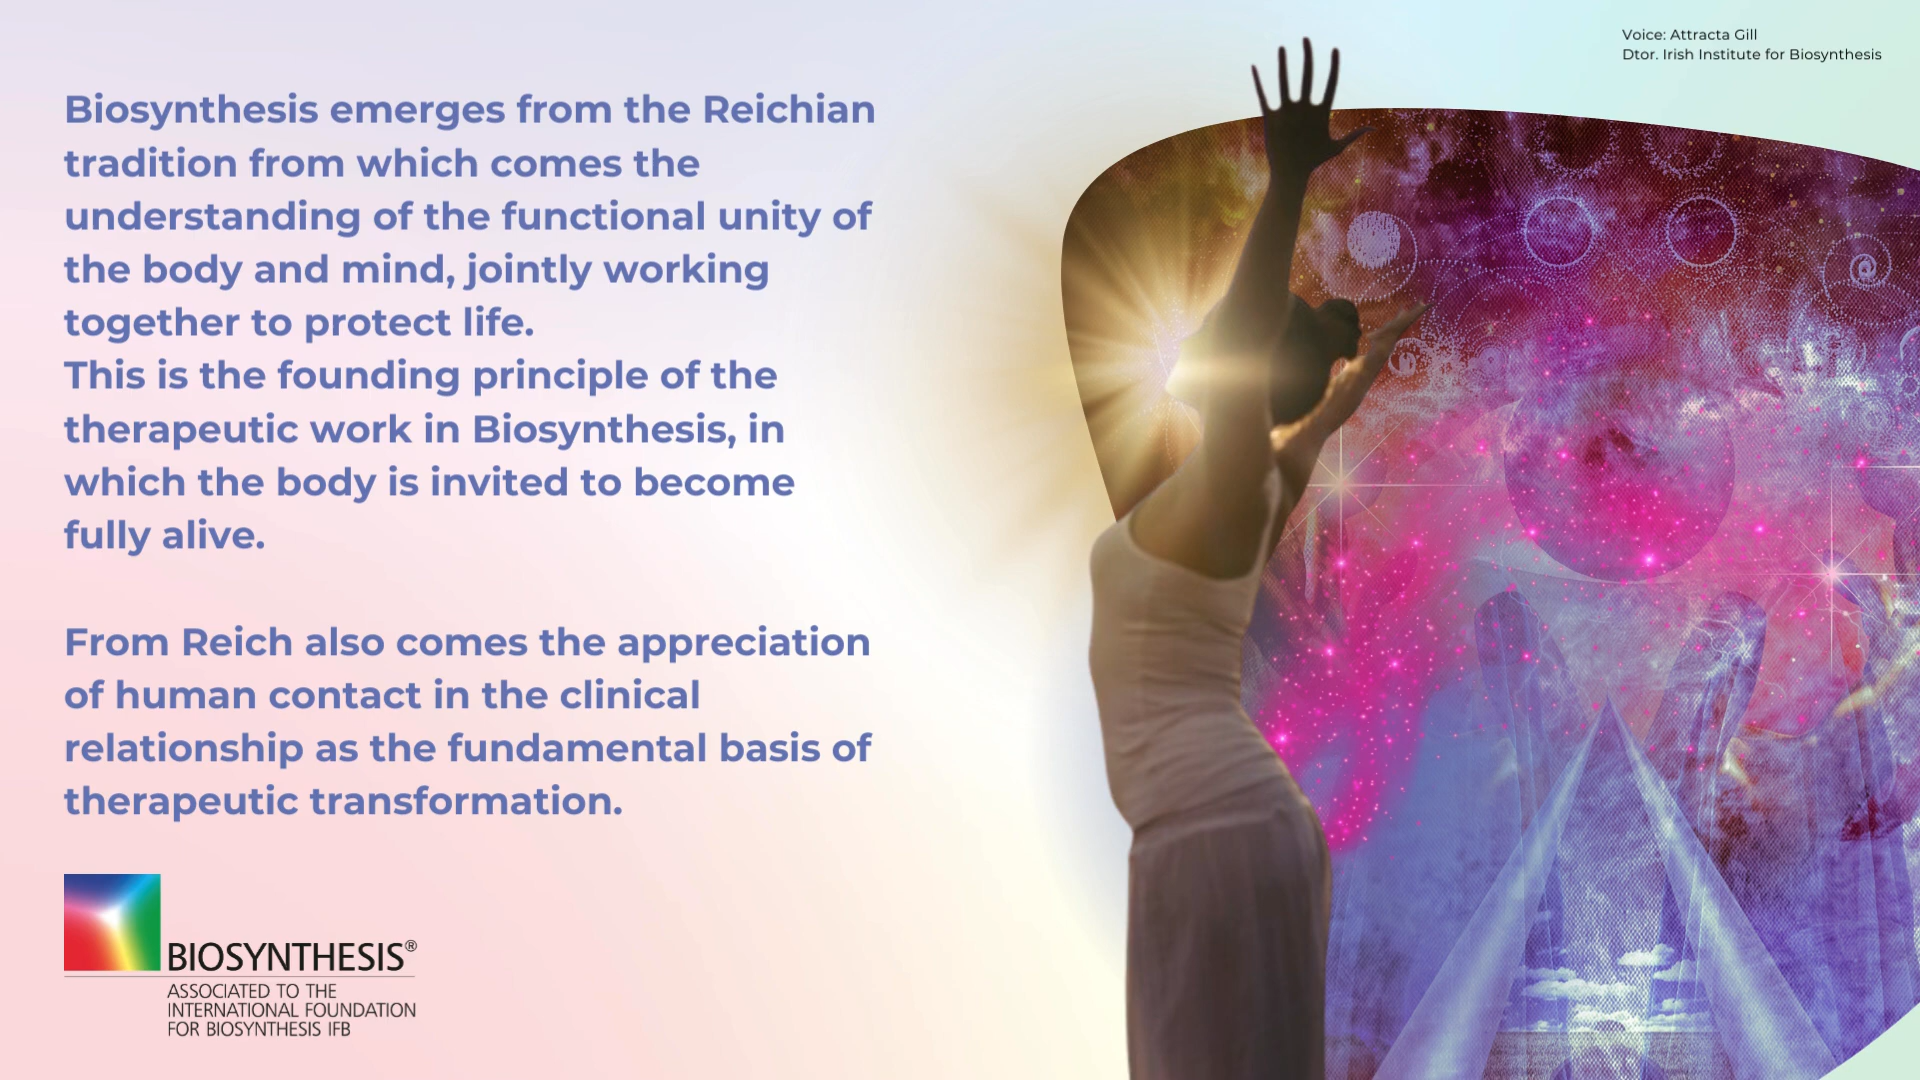 Voice: Attracta Gill
Dtor. Irish Institute for Biosynthesis
Biosynthesis emerges from the Reichian
tradition from which comes the
understanding of the functional unity of
the body and mind, jointly working
together to protect life.
This is the founding principle of the
therapeutic work in Biosynthesis, in
which the body is invited to become
fully alive.
From Reich also comes the appreciation
of human contact in the clinical
relationship as the fundamental basis of
therapeutic transformation.
BIOSYNTHESIS®
ASSOCIATED TO THE
INTERNATIONAL FOUNDATION
FOR BIOSYNTHESIS IFB